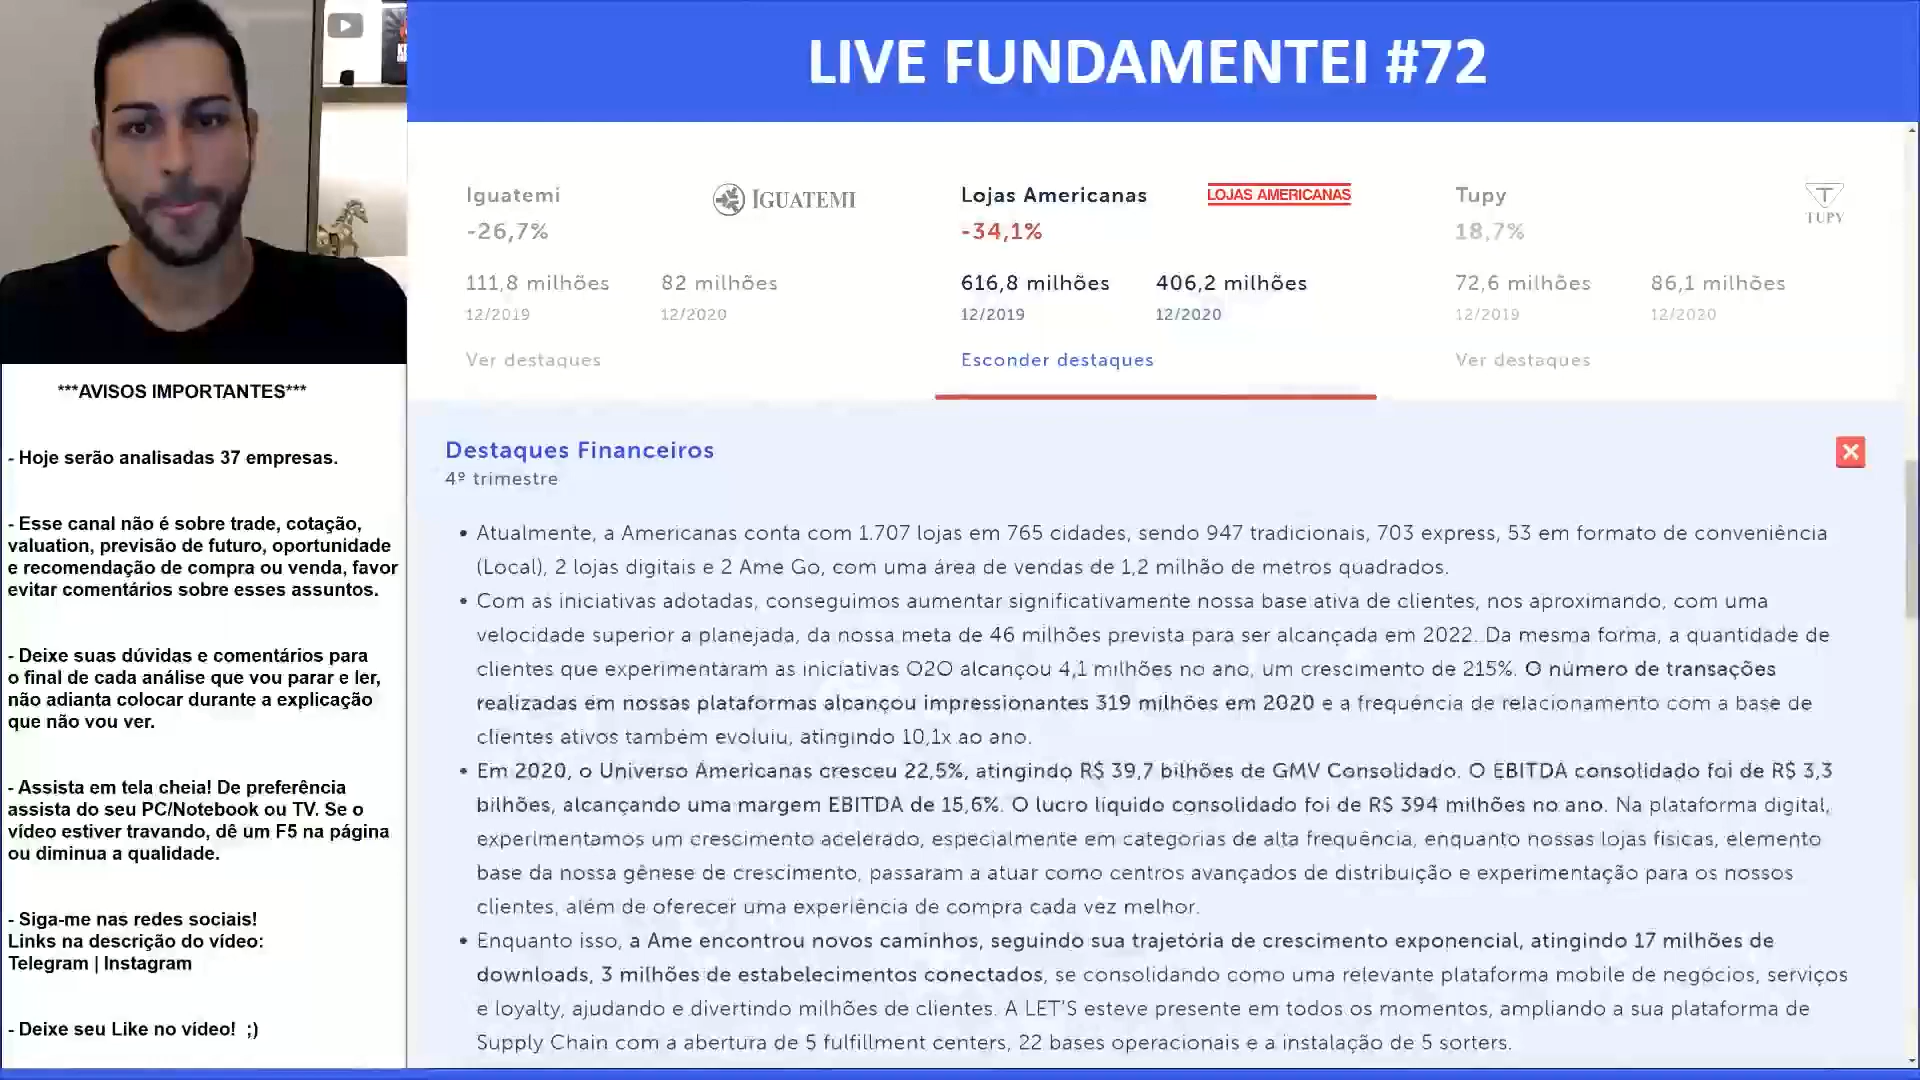 LIVE FUNDAMENTEI #72
***AVISOS IMPORTANTES***
- Hoje serão analisadas 37 empresas.
- Esse canal não é sobre trade, cotação,
valuation, previsão de futuro, oportunidade
e recomendação de compra ou venda, favor
evitar comentários sobre esses assuntos.
- Deixe suas dúvidas e comentários para
o final de cada análise que vou parar e ler,
não adianta colocar durante a explicação
que não vou ver.
- Assista em tela cheia! De preferência
assista do seu PC/Notebook ou TV. Se o
vídeo estiver travando, dê um F5 na página
ou diminua a qualidade.
- Siga-me nas redes sociais!
Links na descrição do vídeo:
Telegram | Instagram
- Deixe seu Like no vídeo!  ;)
Iguatemi
IGUATEMI
-26,7%
111,8 milhões 82 milhões
12/2019 12/2020
Ver destaques
Lojas Americanas
LOJAS AMERICANAS
-34,1%
616,8 milhões 406,2 milhões
12/2019 12/2020
Esconder destaques
Tupy
TUPY
18,7%
72,6 milhões 86,1 milhões
12/2019 12/2020
Ver destaques
Destaques Financeiros
4º trimestre
• Atualmente, a Americanas conta com 1.707 lojas em 765 cidades, sendo 947 tradicionais, 703 express, 53 em formato de conveniência
(Local), 2 lojas digitais e 2 Ame Go, com uma área de vendas de 1,2 milhão de metros quadrados.
• Com as iniciativas adotadas, conseguimos aumentar significativamente nossa base ativa de clientes, nos aproximando, com uma
velocidade superior a planejada, da nossa meta de 46 milhões prevista para ser alcançada em 2022. Da mesma forma, a quantidade de
clientes que experimentaram as iniciativas O2O alcançou 4,1 milhões no ano, um crescimento de 215%. O número de transações
realizadas em nossas plataformas alcançou impressionantes 319 milhões em 2020 e a frequência de relacionamento com a base de
clientes ativos também evoluiu, atingindo 10,1x ao ano.
• Em 2020, o Universo Americanas cresceu 22,5%, atingindo R$ 39,7 bilhões de GMV Consolidado. O EBITDA consolidado foi de R$ 3,3
bilhões, alcançando uma margem EBITDA de 15,6%. O lucro líquido consolidado foi de R$ 394 milhões no ano. Na plataforma digital,
experimentamos um crescimento acelerado, especialmente em categorias de alta frequência, enquanto nossas lojas físicas, elemento
base da nossa gênese de crescimento, passaram a atuar como centros avançados de distribuição e experimentação para os nossos
clientes, além de oferecer uma experiência de compra cada vez melhor.
• Enquanto isso, a Ame encontrou novos caminhos, seguindo sua trajetória de crescimento exponencial, atingindo 17 milhões de
downloads, 3 milhões de estabelecimentos conectados, se consolidando como uma relevante plataforma mobile de negócios, serviços
e loyalty, ajudando e divertindo milhões de clientes. A LET'S esteve presente em todos os momentos, ampliando a sua plataforma de
Supply Chain com a abertura de 5 fulfillment centers, 22 bases operacionais e a instalação de 5 sorters.